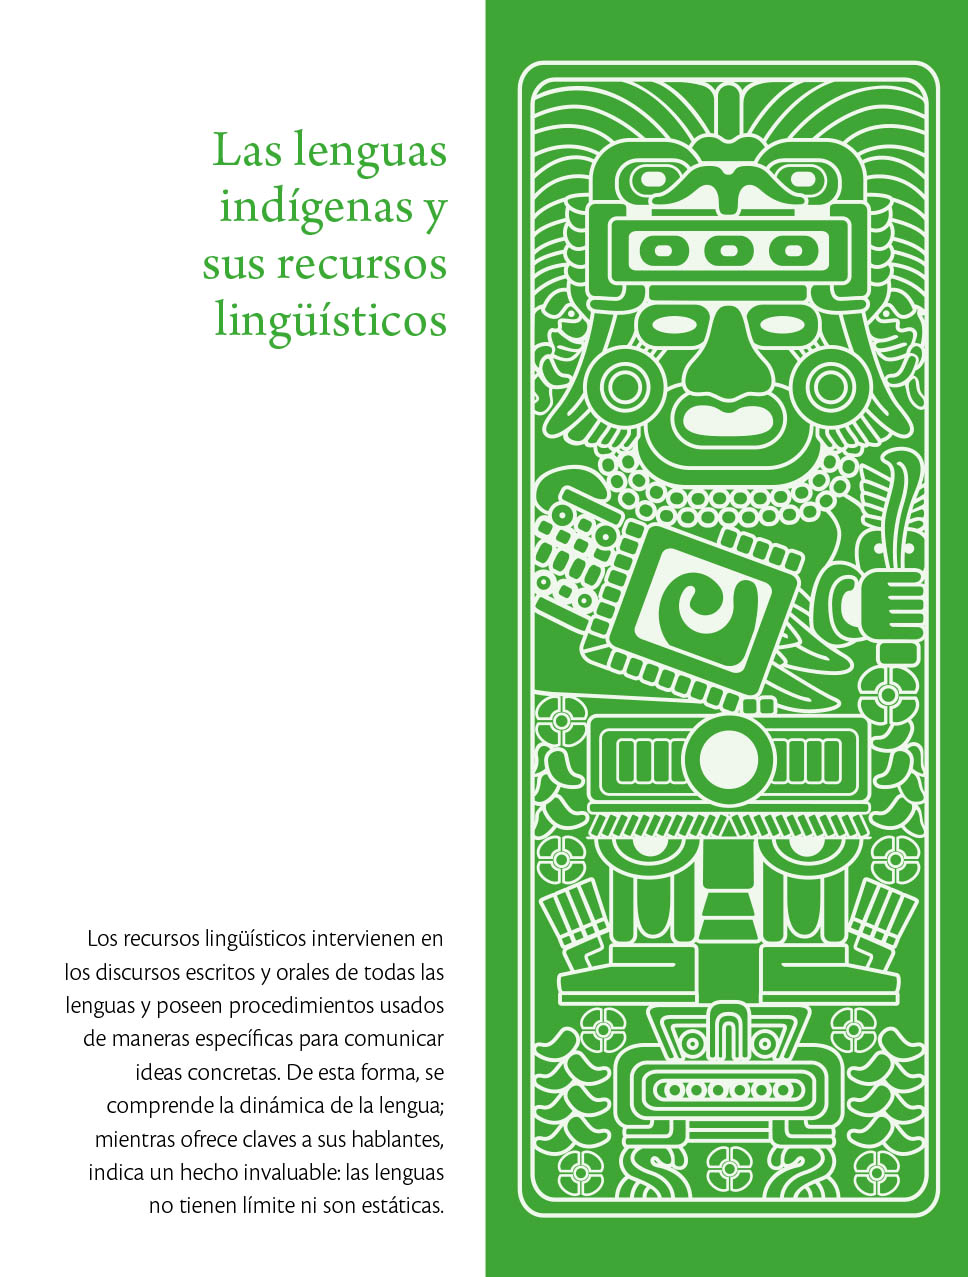 Las lenguas
indígenas y
sus recursos
lingüísticos
Los recursos lingüísticos intervienen en
los discursos escritos y orales de todas las
lenguas y poseen procedimientos usados
de maneras específicas para comunicar
ideas concretas. De esta forma, se
comprende la dinámica de la lengua;
mientras ofrece claves a sus hablantes,
indica un hecho invaluable: las lenguas
no tienen límite ni son estáticas.